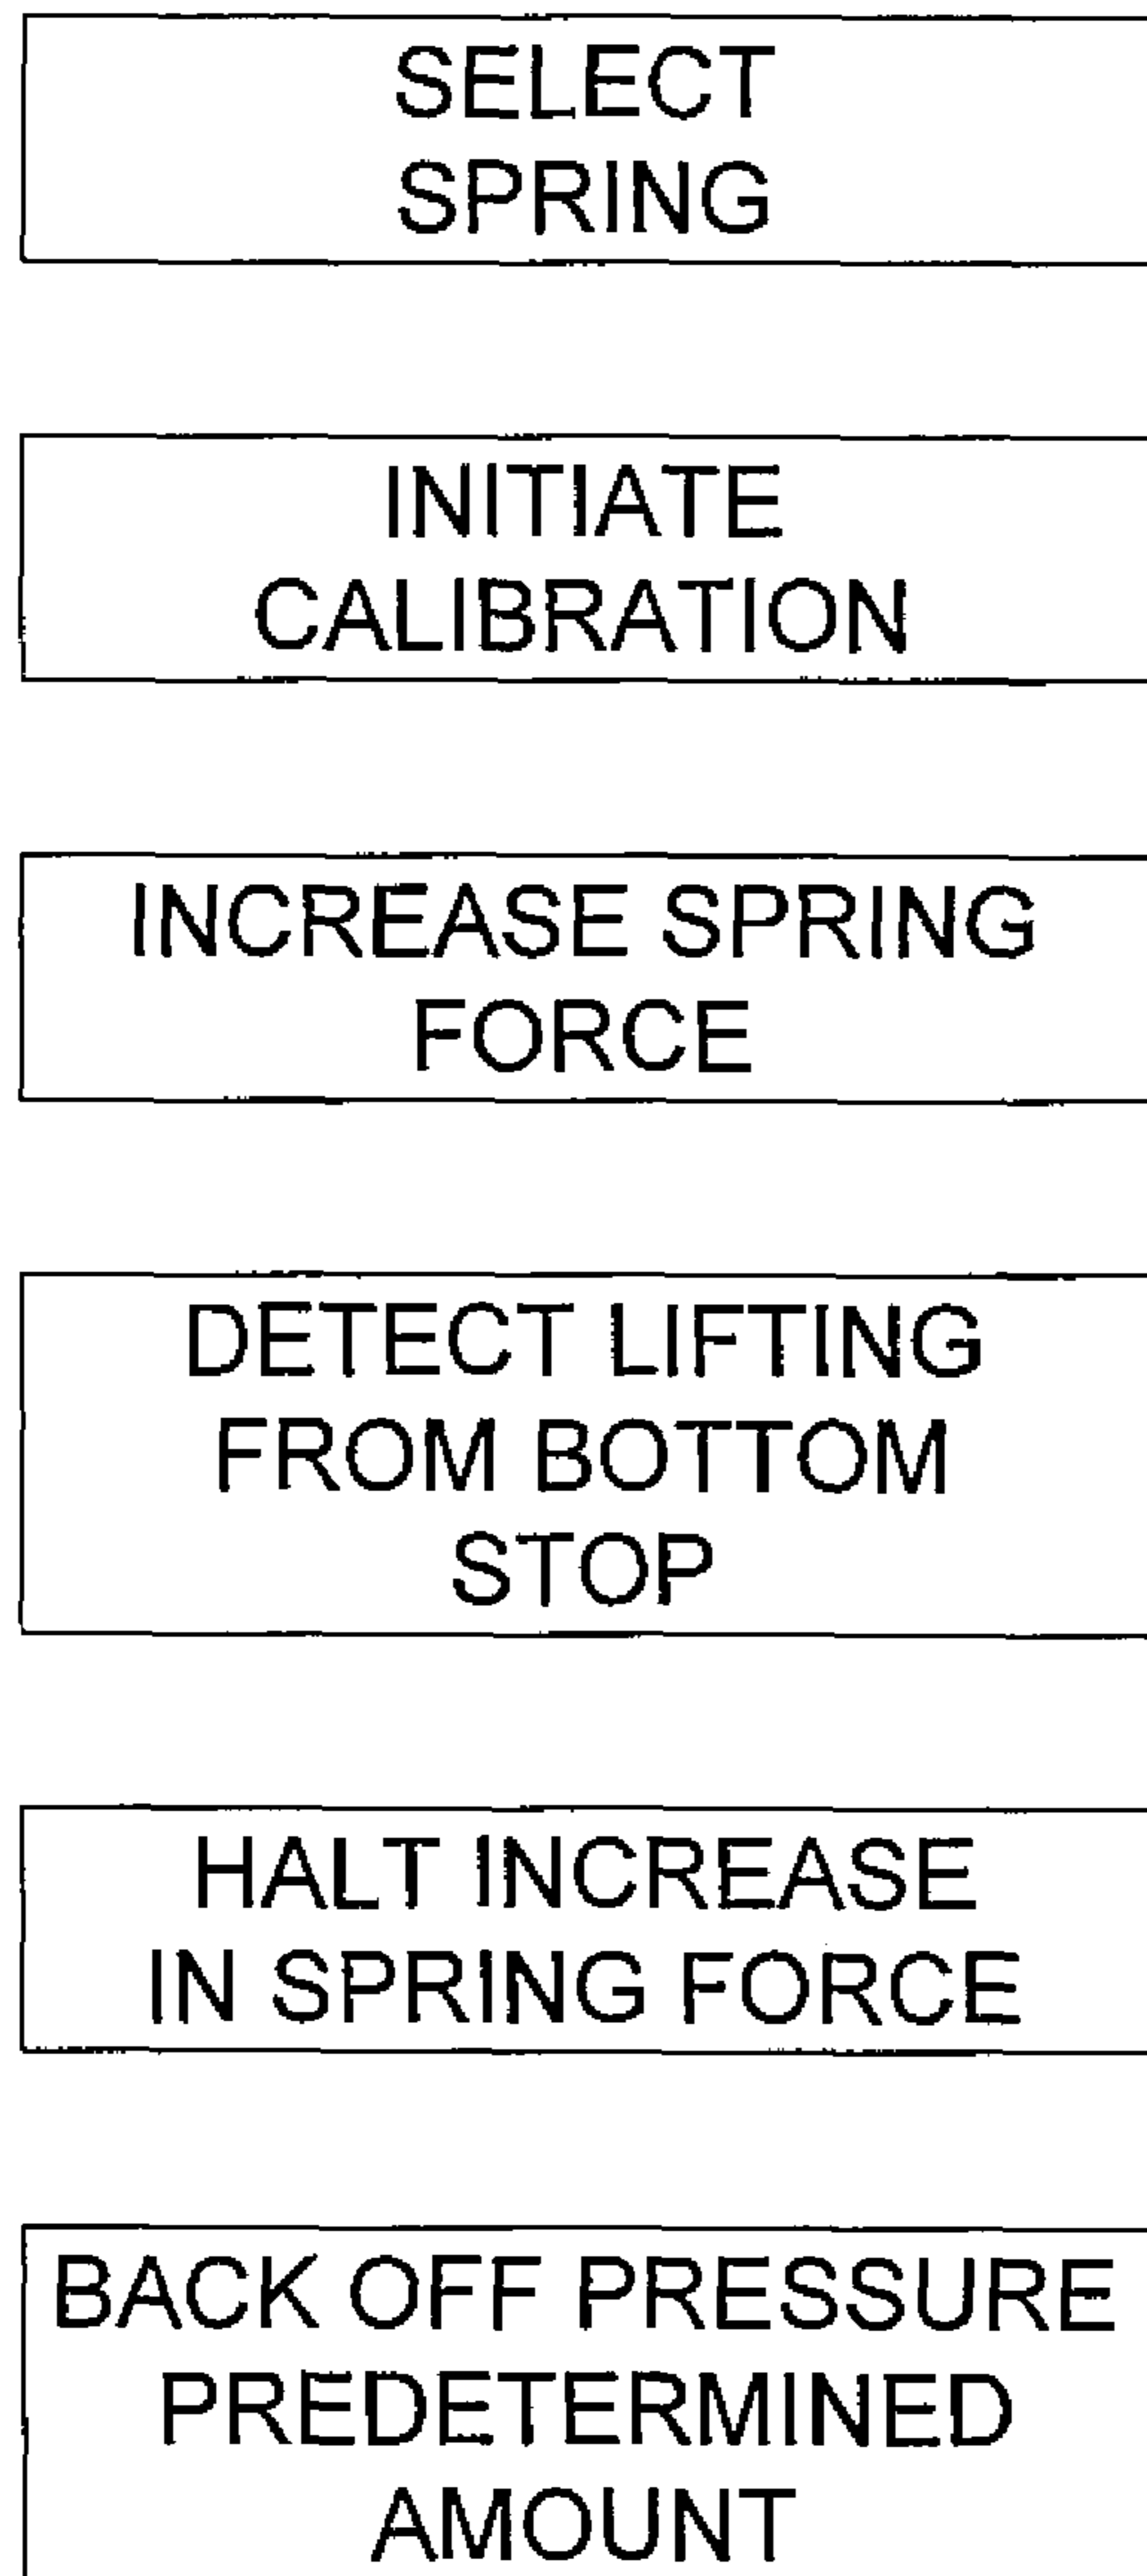 SELECT
SPRING
INITIATE
CALIBRATION
INCREASE SPRING
FORCE
DETECT LIFTING
FROM BOTTOM
STOP
HALT INCREASE
IN SPRING FORCE
BACK OFF PRESSURE
PREDETERMINED
AMOUNT